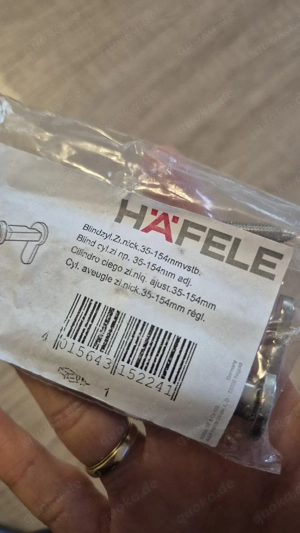 HÄFELE
Blindzyl.Zi.nick.35-154mmvstb.
Blind cyl.zi np. 35-154mm adj.
Cilindro ciego zi.niq. ajust.35-154mm
Cyl. aveugle zi.nick.35-154mm régl.
4 015643 152241
1